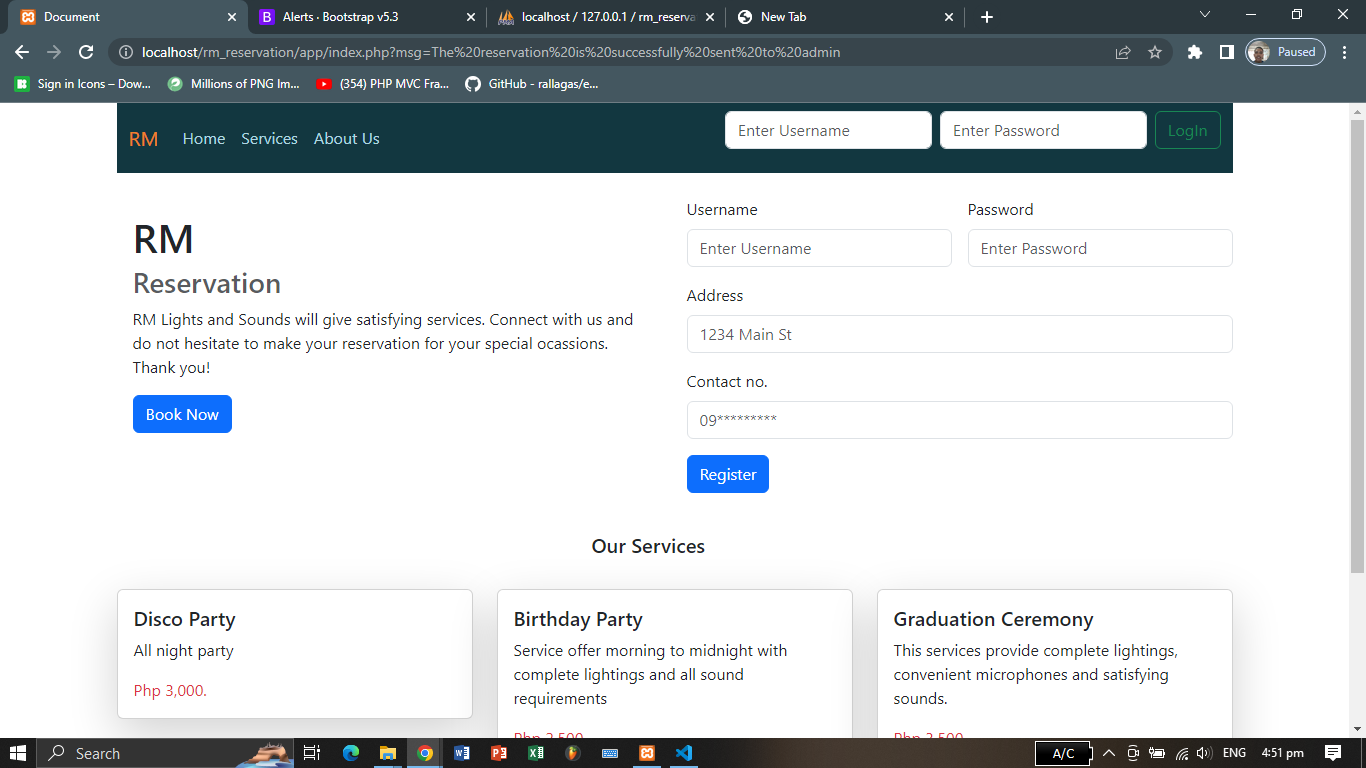 Document
Alerts · Bootstrap v5.3
localhost / 127.0.0.1 / rm_reserva
New Tab
localhost/rm_reservation/app/index.php?msg=The%20reservation%20is%20successfully%20sent%20to%20admin
Paused
Sign in Icons – Dow...
Millions of PNG Im...
(354) PHP MVC Fra...
GitHub - rallagas/e...
RM Home Services About Us Enter Username Enter Password LogIn
RM
Reservation
RM Lights and Sounds will give satisfying services. Connect with us and
do not hesitate to make your reservation for your special ocassions.
Thank you!
Book Now
Username Password
Enter Username Enter Password
Address
1234 Main St
Contact no.
09*********
Register
Our Services
Disco Party
All night party
Php 3,000.
Birthday Party
Service offer morning to midnight with
complete lightings and all sound
requirements
Php 2,500
Graduation Ceremony
This services provide complete lightings,
convenient microphones and satisfying
sounds.
Php 3,500
Search
A/C
ENG
4:51 pm